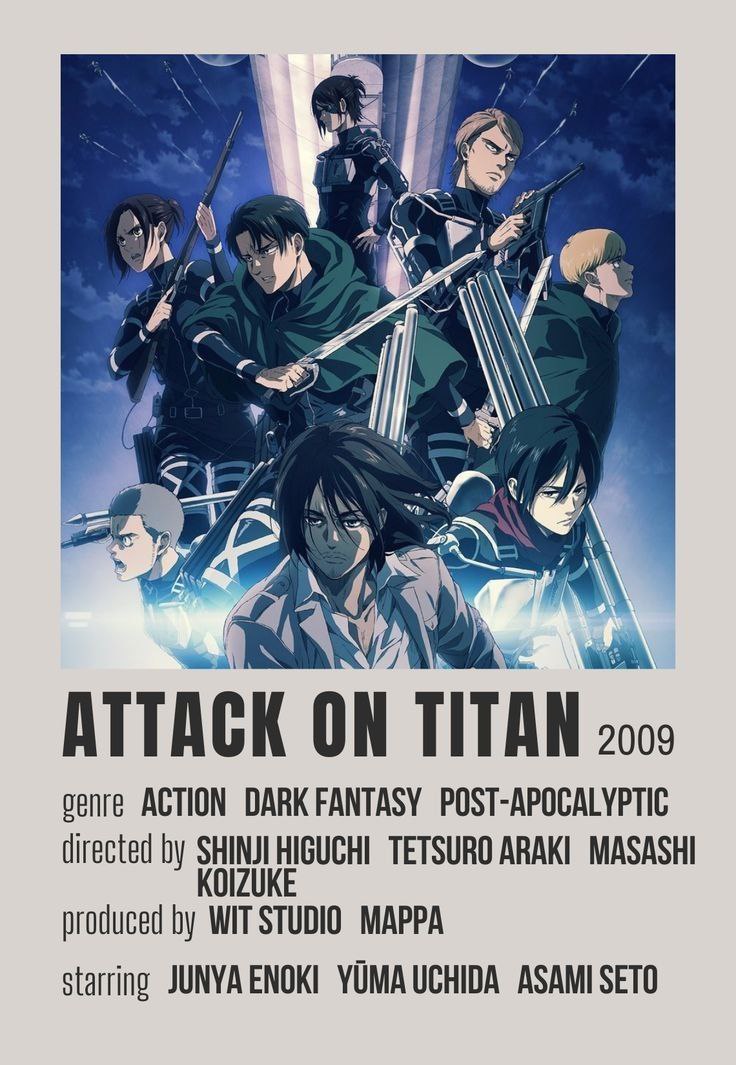 ATTACK ON TITAN 2009
genre ACTION DARK FANTASY POST-APOCALYPTIC
directed by SHINJI HIGUCHI TETSURO ARAKI MASASHI
KOIZUKE
produced by WIT STUDIO MAPPA
starring JUNYA ENOKI YŪMA UCHIDA ASAMI SETO